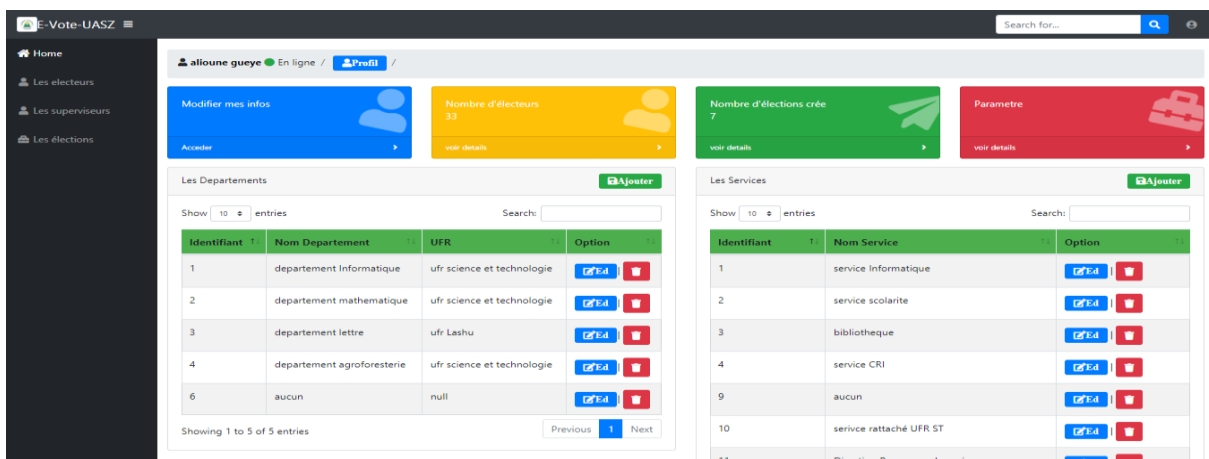 E-Vote-UASZ
Search for...
Home
Les electeurs
Les superviseurs
Les élections
alioune gueye En ligne / Profil /
Modifier mes infos
Acceder
Nombre d'électeurs
33
voir details
Nombre d'élections crée
7
voir details
Parametre
voir details
Les Departements
Ajouter
Show 10 entries
Search:
Identifiant Nom Departement UFR Option
1 departement Informatique ufr science et technologie Ed |
2 departement mathematique ufr science et technologie Ed |
3 departement lettre ufr Lashu Ed |
4 departement agroforesterie ufr science et technologie Ed |
6 aucun null Ed |
Showing 1 to 5 of 5 entries
Previous 1 Next
Les Services
Ajouter
Show 10 entries
Search:
Identifiant Nom Service Option
1 service Informatique Ed |
2 service scolarite Ed |
3 bibliotheque Ed |
4 service CRI Ed |
9 aucun Ed |
10 serivce rattaché UFR ST Ed |